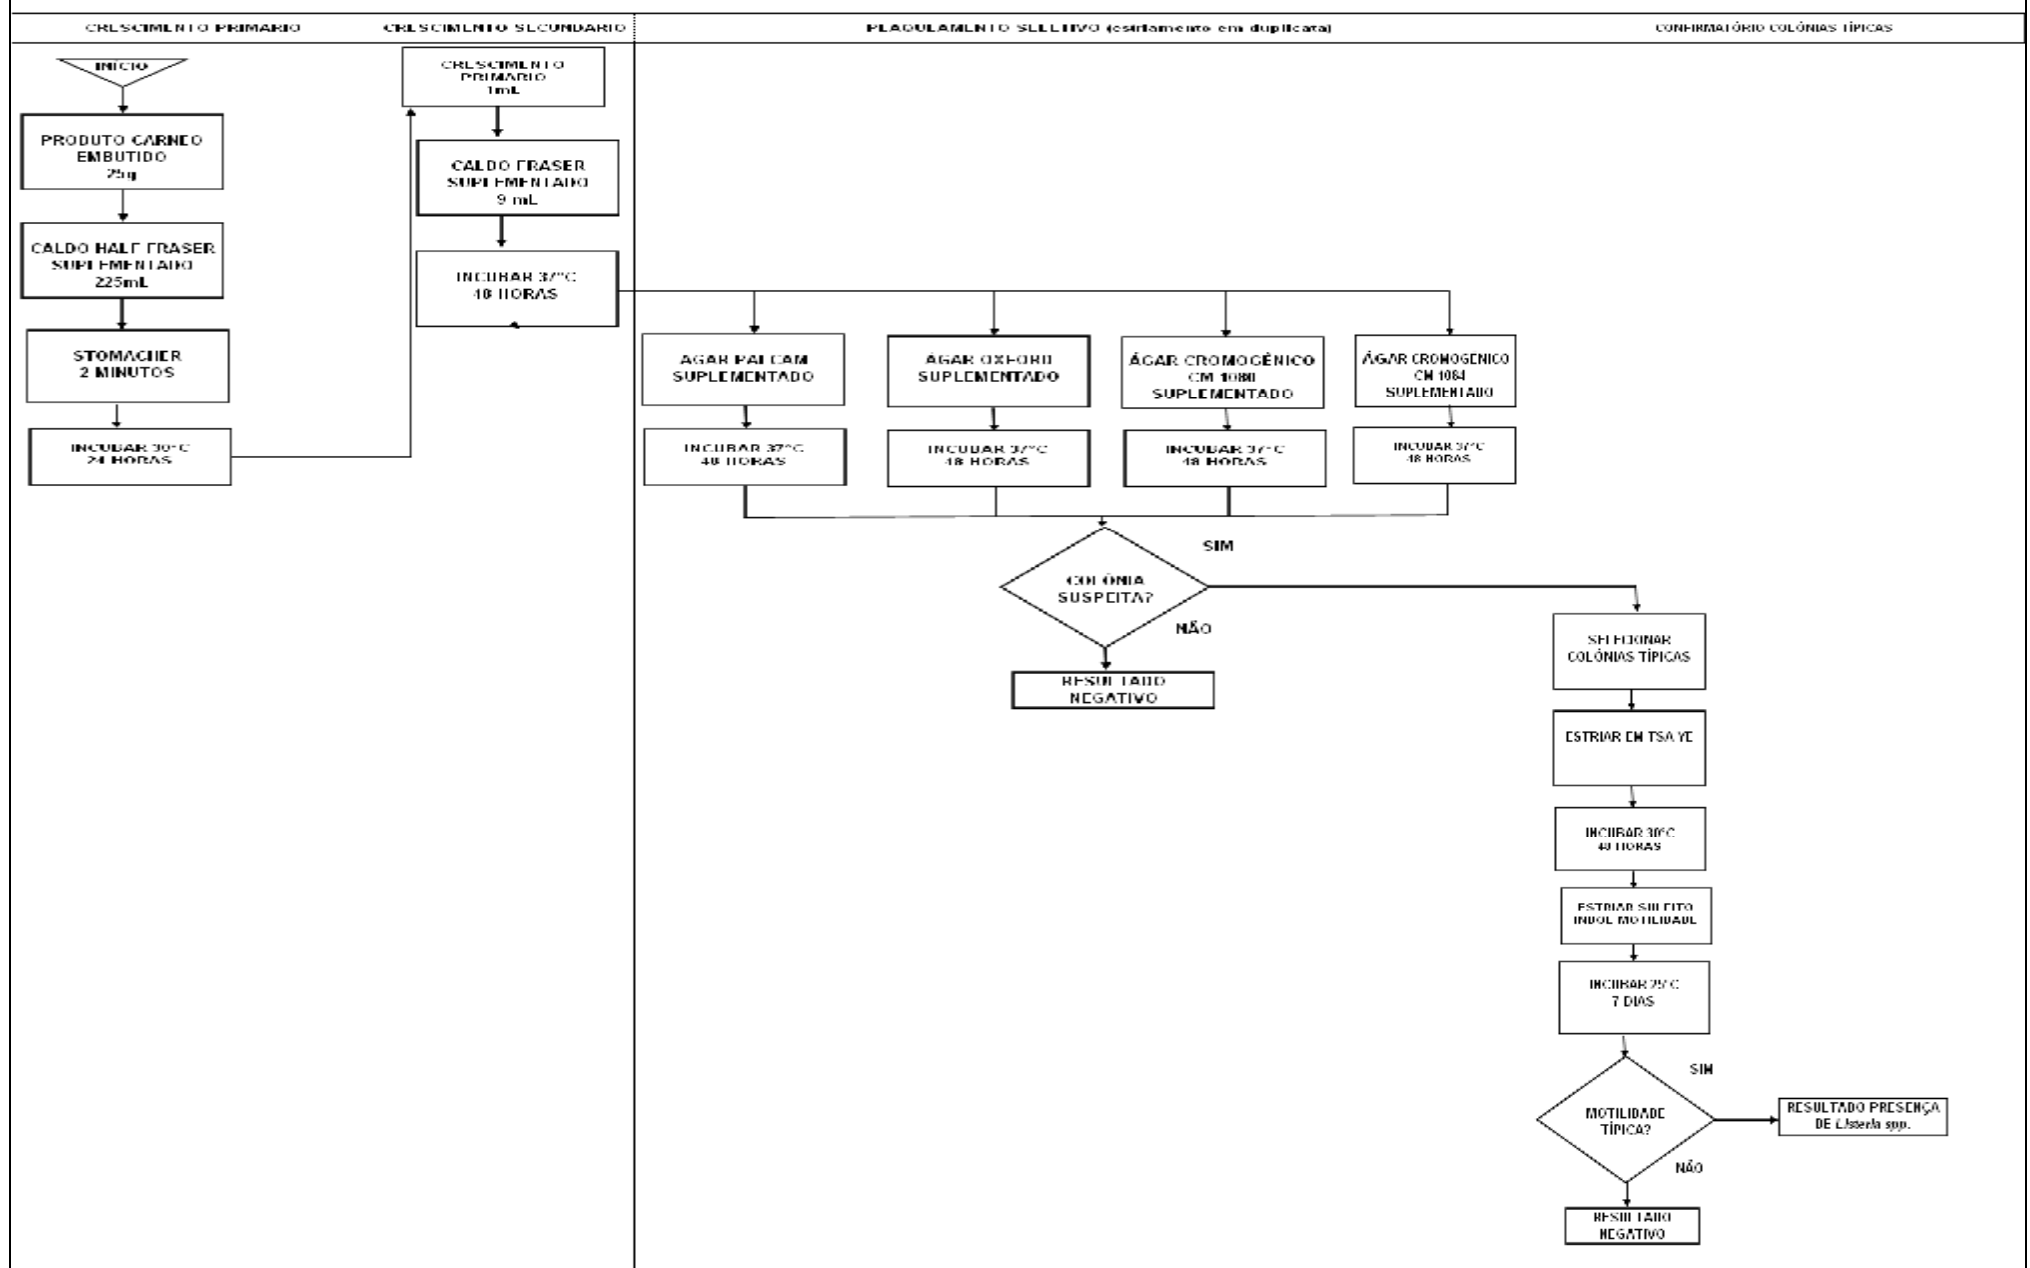 CRESCIMENTO PRIMARIO
CRESCIMENTO SECUNDARIO
PLAQUEAMENTO SELETIVO (estriamento em duplicata)
CONFIRMATÓRIO COLÓNIAS TÍPICAS
INÍCIO
PRODUTO CARNEO
EMBUTIDO
25g
CALDO HALF FRASER
SUPLEMENTADO
225mL
STOMACHER
2 MINUTOS
INCUBAR 30°C
24 HORAS
CRESCIMENTO
PRIMARIO
1mL
CALDO FRASER
SUPLEMENTADO
9 mL
INCUBAR 37°C
48 HORAS
AGAR PALCAM
SUPLEMENTADO
INCUBAR 37°C
48 HORAS
ÁGAR OXFORD
SUPLEMENTADO
INCUBAR 37°C
48 HORAS
ÁGAR CROMOGÊNICO
CM 1080
SUPLEMENTADO
INCUBAR 37°C
48 HORAS
ÁGAR CROMOGENICO
CM 1084
SUPLEMENTADO
INCUBAR 37°C
48 HORAS
COLÓNIA
SUSPEITA?
SIM
NÃO
RESULTADO
NEGATIVO
SELECIONAR
COLÓNIAS TÍPICAS
ESTRIAR EM TSA YE
INCUBAR 30°C
48 HORAS
ESTRIAR SULFITO
INDOL MOTILIDADE
INCUBAR 25°C
7 DIAS
MOTILIDADE
TÍPICA?
SIM
RESULTADO PRESENÇA
DE Listeria spp.
NÃO
RESULTADO
NEGATIVO